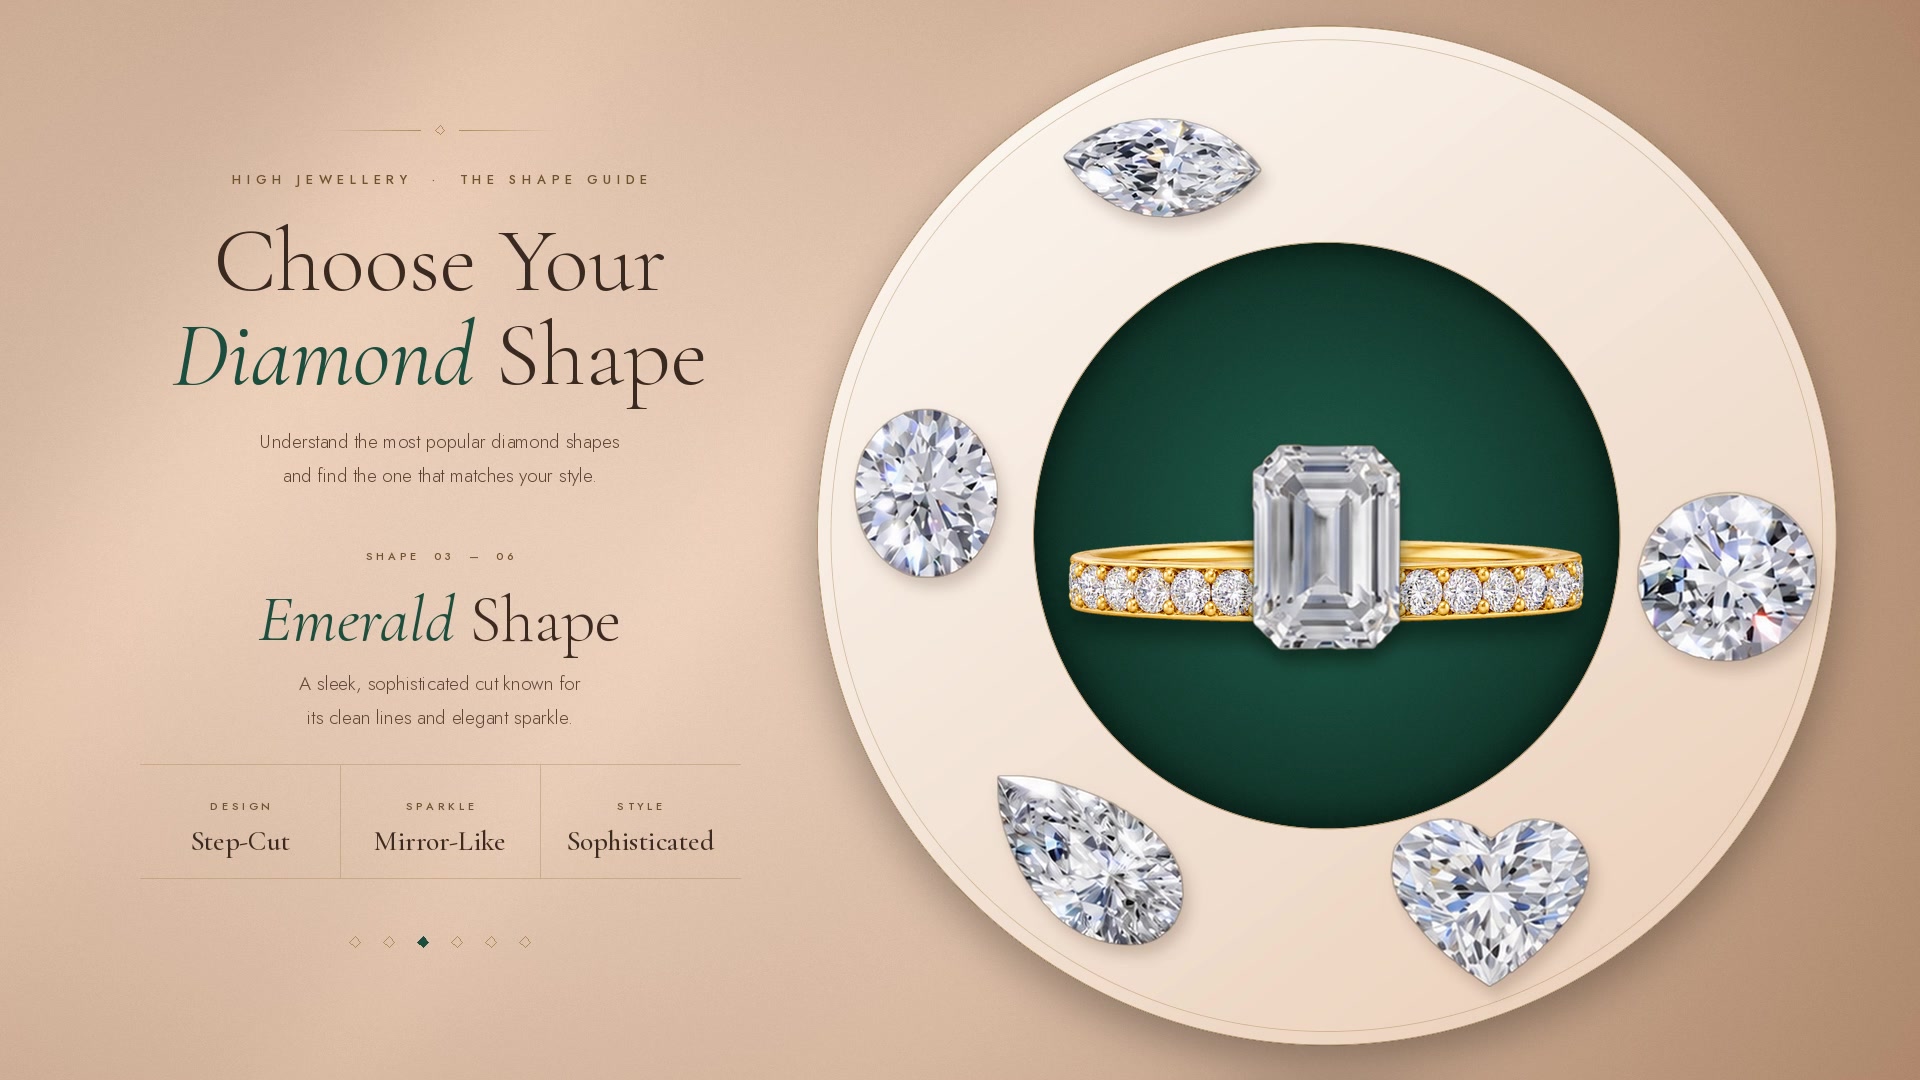 HIGH JEWELLERY · THE SHAPE GUIDE
Choose Your
Diamond Shape
Understand the most popular diamond shapes
and find the one that matches your style.
SHAPE 03 — 06
Emerald Shape
A sleek, sophisticated cut known for
its clean lines and elegant sparkle.
DESIGN SPARKLE STYLE
Step-Cut Mirror-Like Sophisticated